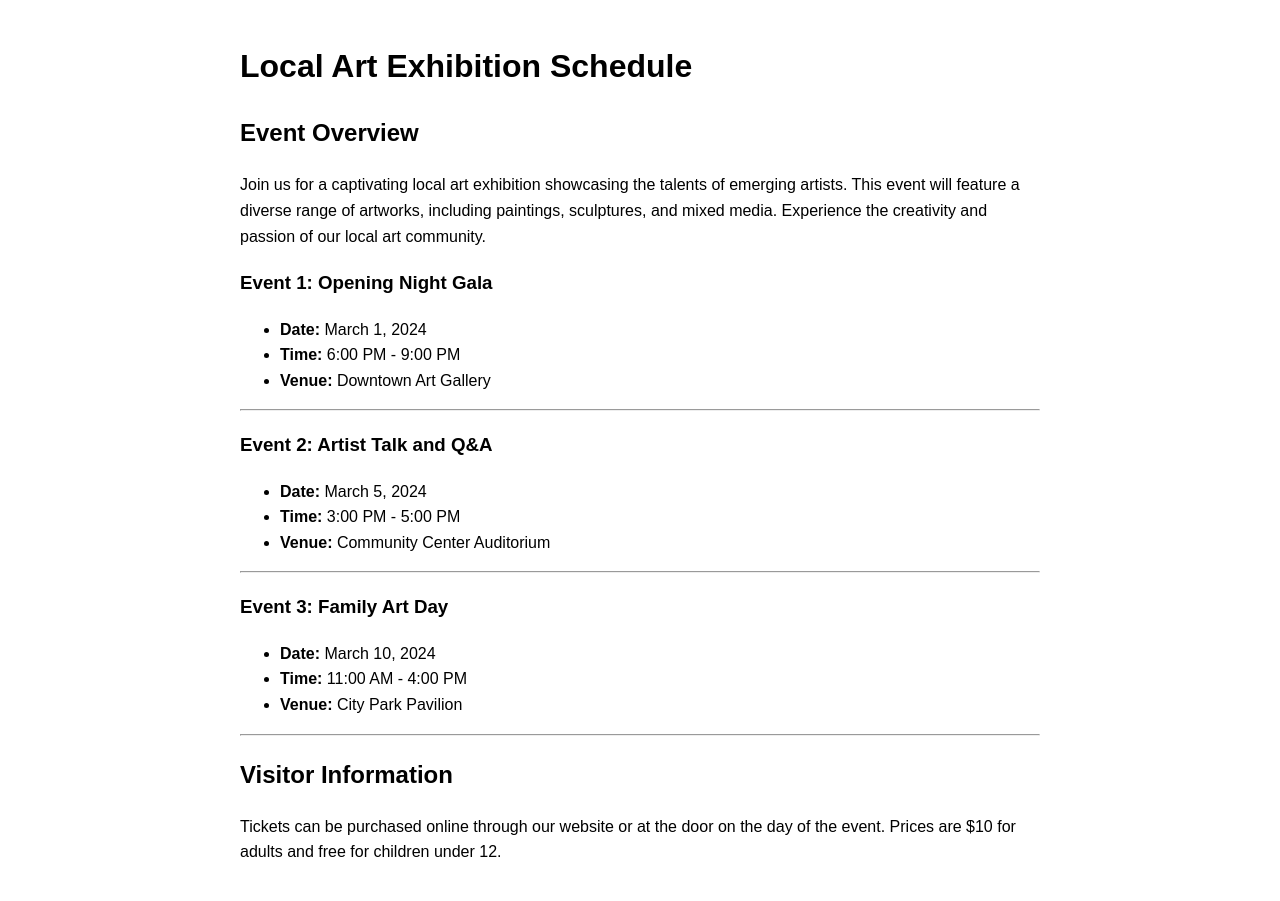 Local Art Exhibition Schedule
Event Overview
Join us for a captivating local art exhibition showcasing the talents of emerging artists. This event will feature a
diverse range of artworks, including paintings, sculptures, and mixed media. Experience the creativity and
passion of our local art community.
Event 1: Opening Night Gala
• Date: March 1, 2024
• Time: 6:00 PM - 9:00 PM
• Venue: Downtown Art Gallery
Event 2: Artist Talk and Q&A
• Date: March 5, 2024
• Time: 3:00 PM - 5:00 PM
• Venue: Community Center Auditorium
Event 3: Family Art Day
• Date: March 10, 2024
• Time: 11:00 AM - 4:00 PM
• Venue: City Park Pavilion
Visitor Information
Tickets can be purchased online through our website or at the door on the day of the event. Prices are $10 for
adults and free for children under 12.